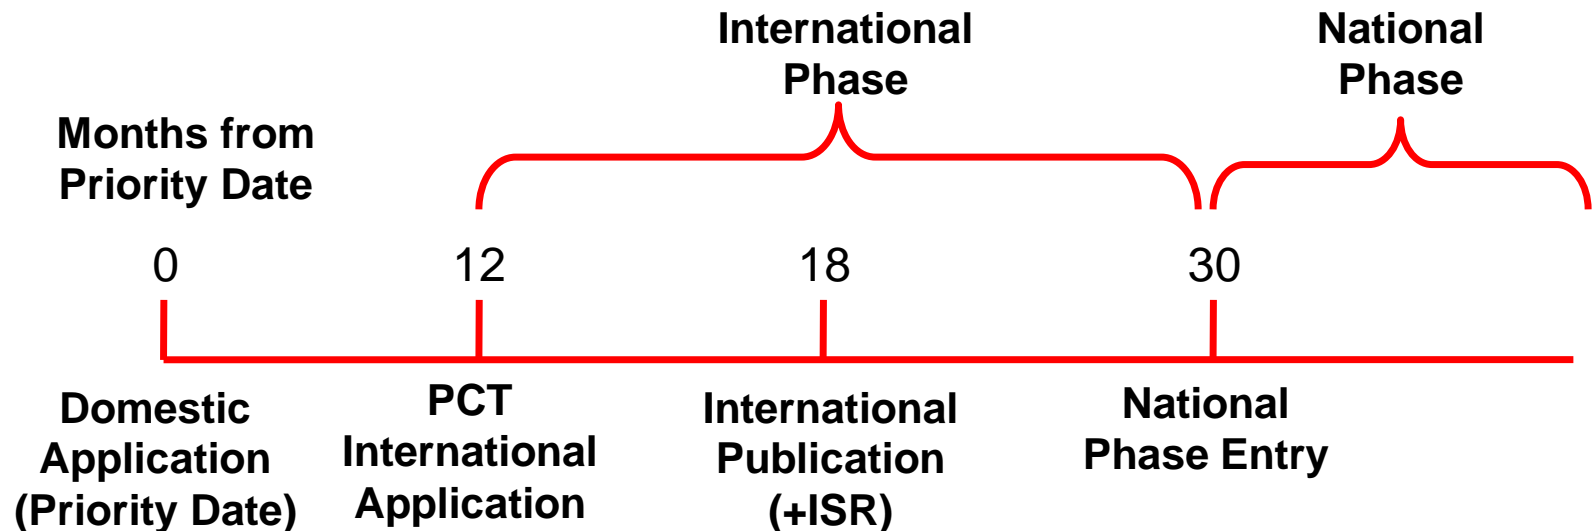 International
Phase
National
Phase
Months from
Priority Date
0
12
18
30
Domestic
Application
(Priority Date)
PCT
International
Application
International
Publication
(+ISR)
National
Phase Entry